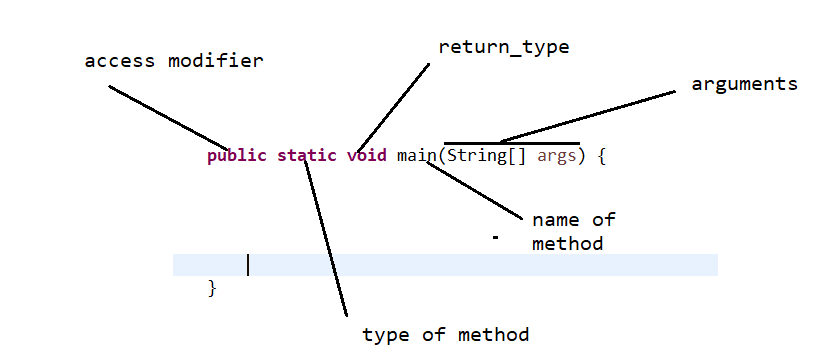 return_type
access modifier
arguments
public static void main(String[] args) {
name of
method
}
type of method